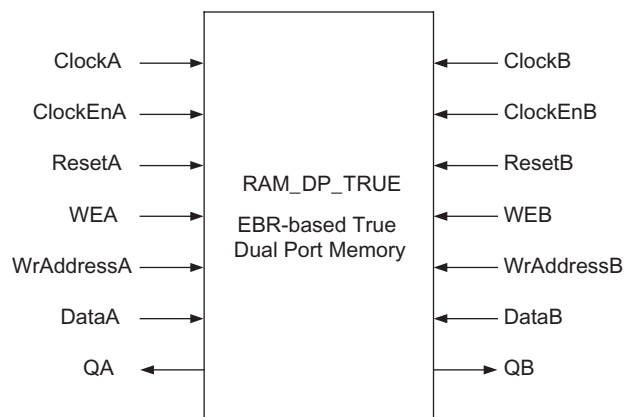 ClockA
ClockEnA
ResetA
WEA
WrAddressA
DataA
QA
RAM_DP_TRUE
EBR-based True
Dual Port Memory
ClockB
ClockEnB
ResetB
WEB
WrAddressB
DataB
QB